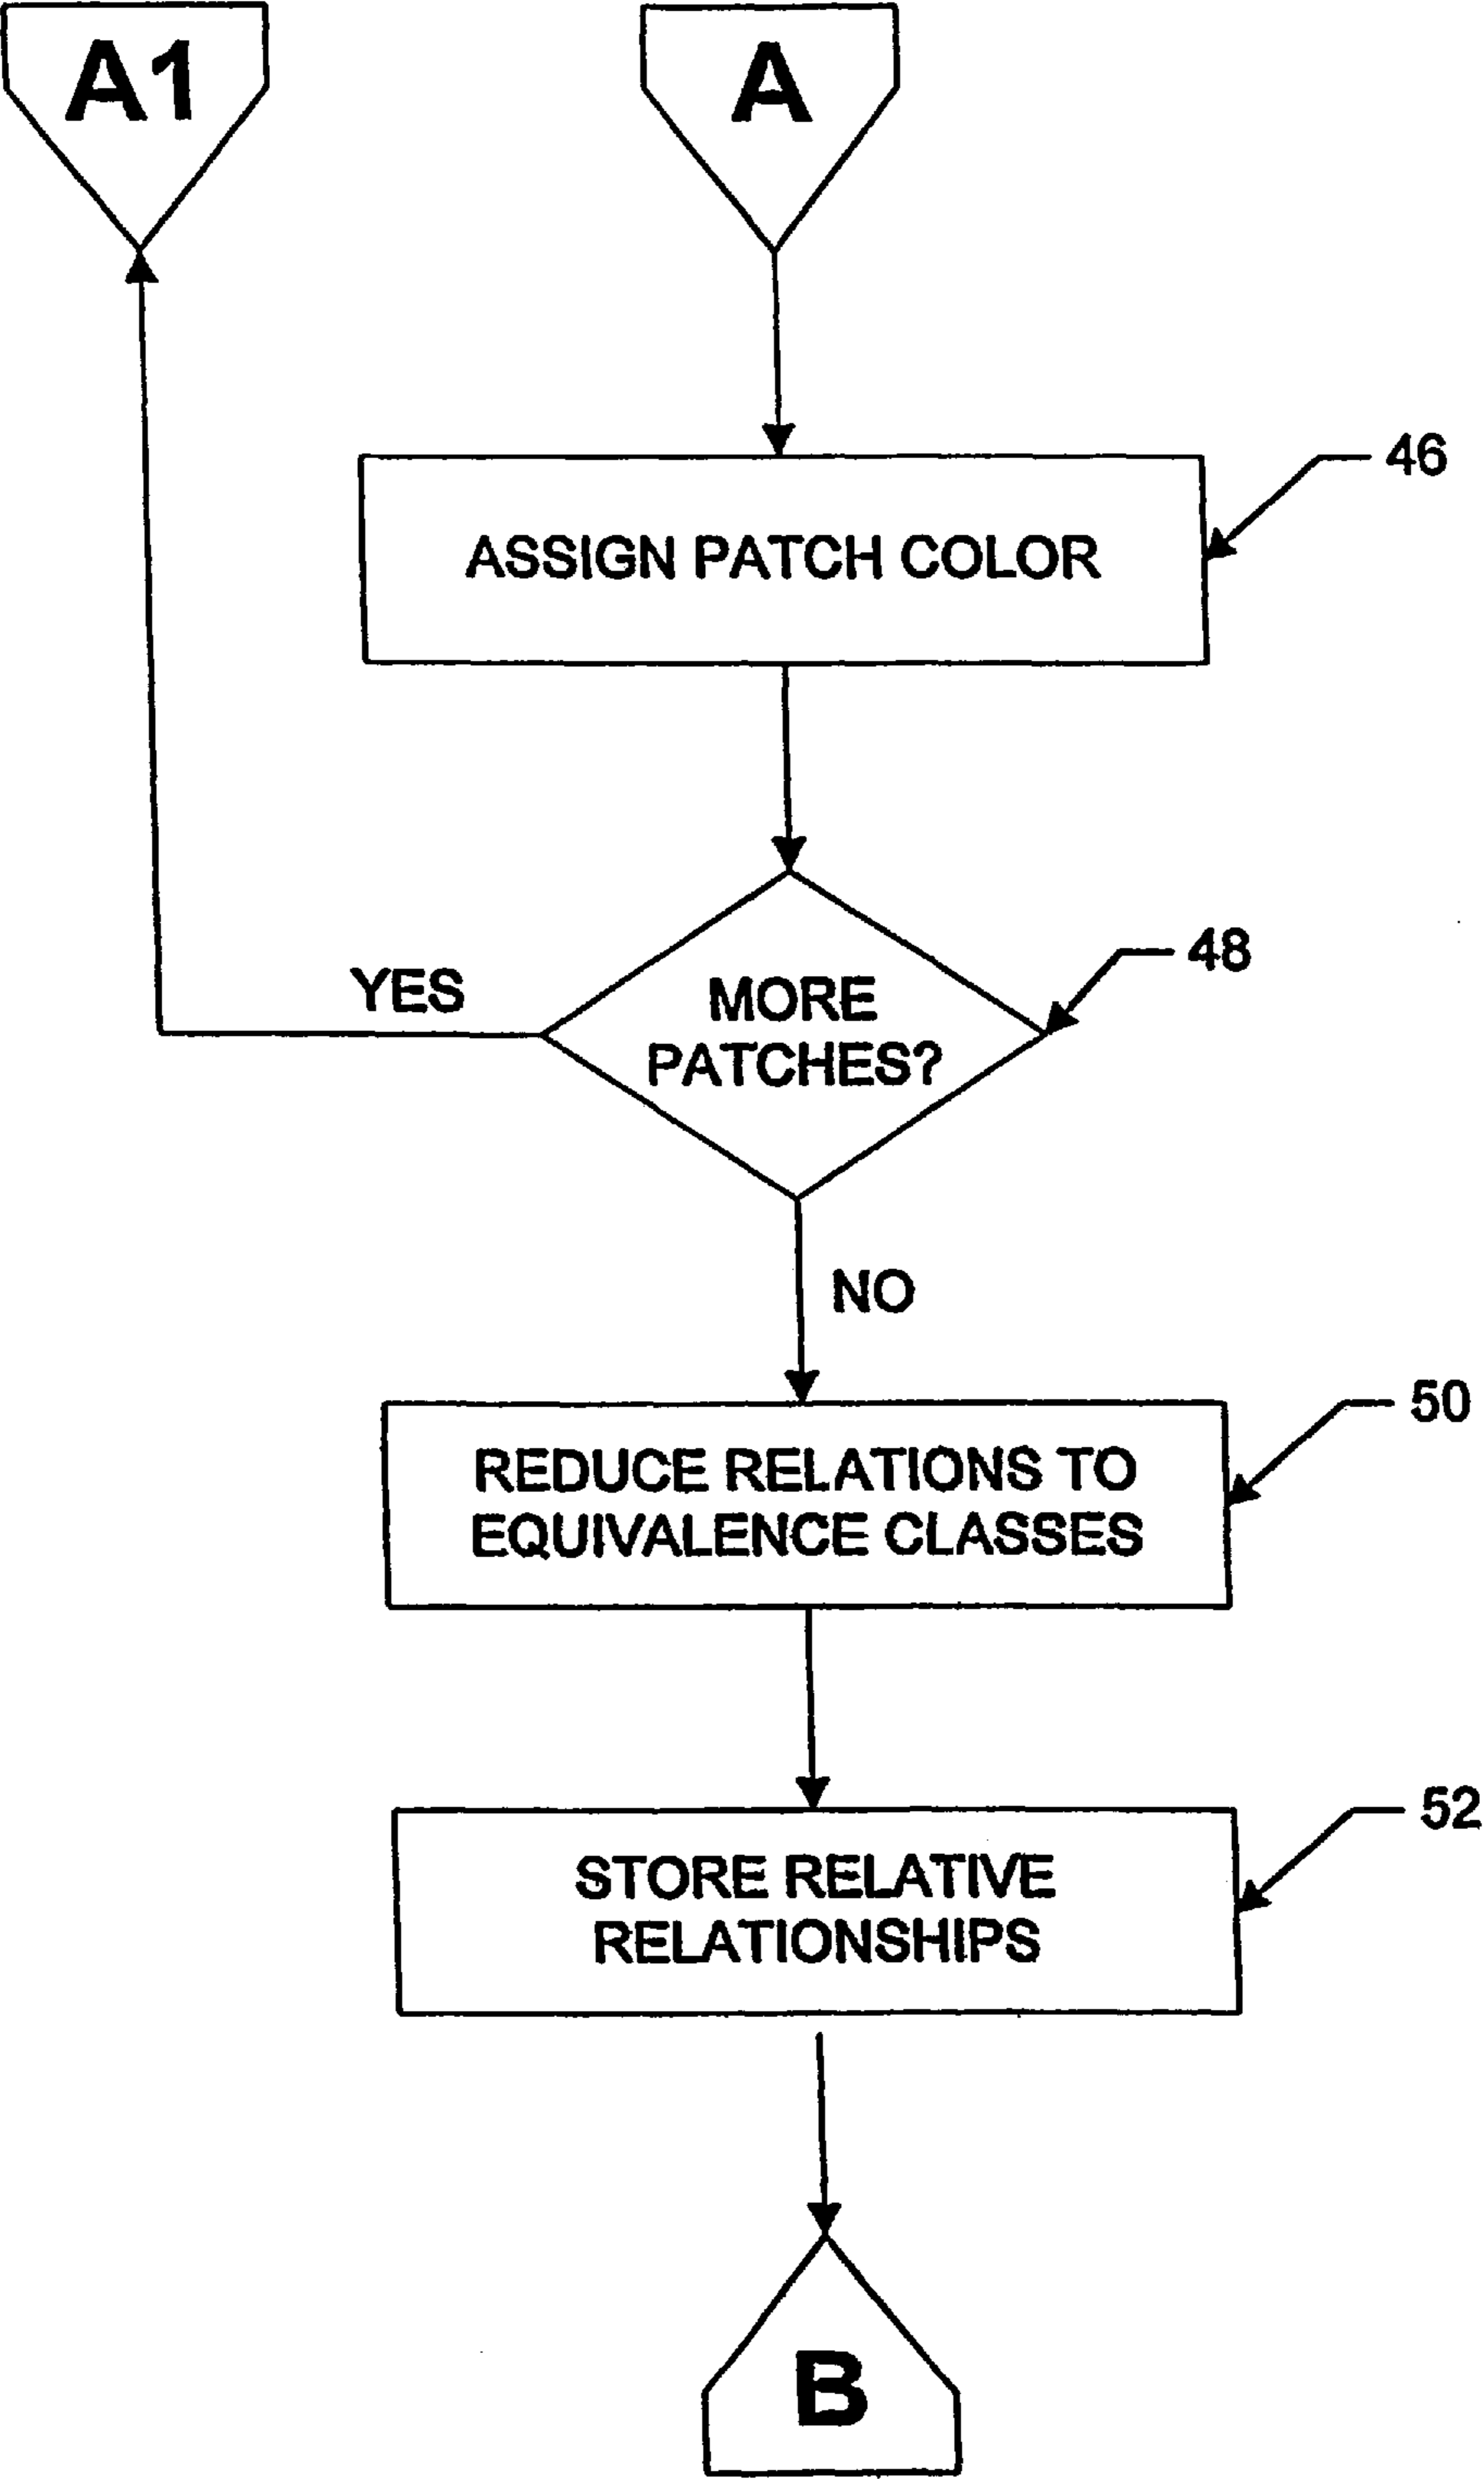 A1
A
46
ASSIGN PATCH COLOR
48
YES
MORE
PATCHES?
NO
50
REDUCE RELATIONS TO
EQUIVALENCE CLASSES
52
STORE RELATIVE
RELATIONSHIPS
B